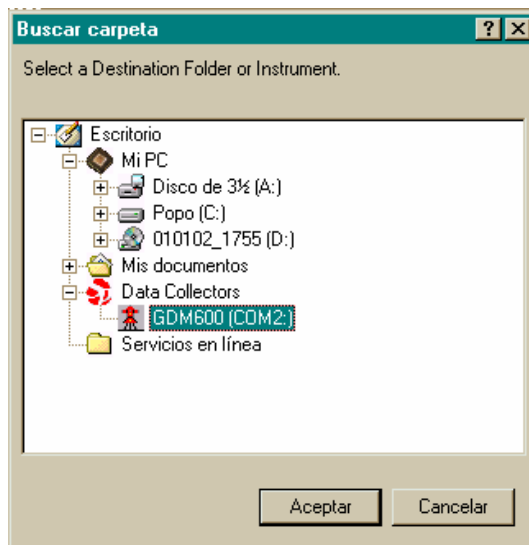 Buscar carpeta
Select a Destination Folder or Instrument.
Escritorio
Mi PC
Disco de 3½ (A:)
Popo (C:)
010102_1755 (D:)
Mis documentos
Data Collectors
GDM600 (COM2:)
Servicios en línea
Aceptar
Cancelar